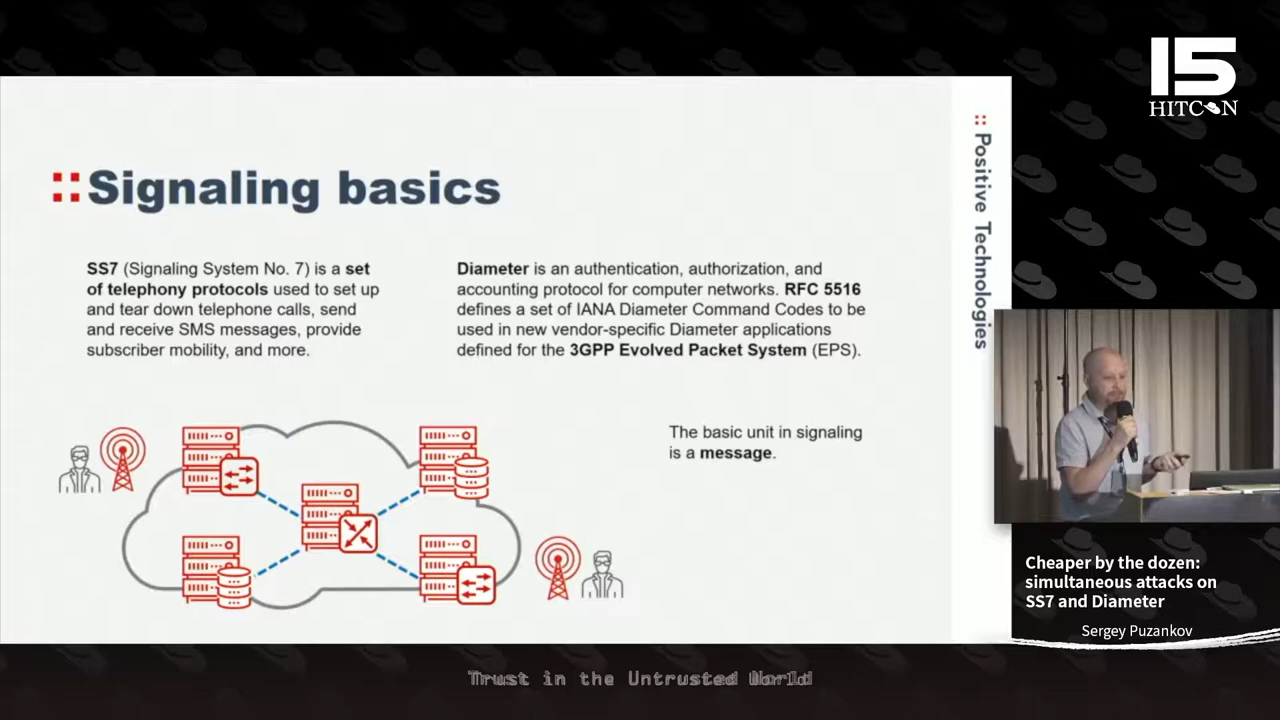 15
HITCON
:: Positive Technologies
::Signaling basics
SS7 (Signaling System No. 7) is a set
of telephony protocols used to set up
and tear down telephone calls, send
and receive SMS messages, provide
subscriber mobility, and more.
Diameter is an authentication, authorization, and
accounting protocol for computer networks. RFC 5516
defines a set of IANA Diameter Command Codes to be
used in new vendor-specific Diameter applications
defined for the 3GPP Evolved Packet System (EPS).
The basic unit in signaling
is a message.
Cheaper by the dozen:
simultaneous attacks on
SS7 and Diameter
Sergey Puzankov
Trust in the Untrusted World